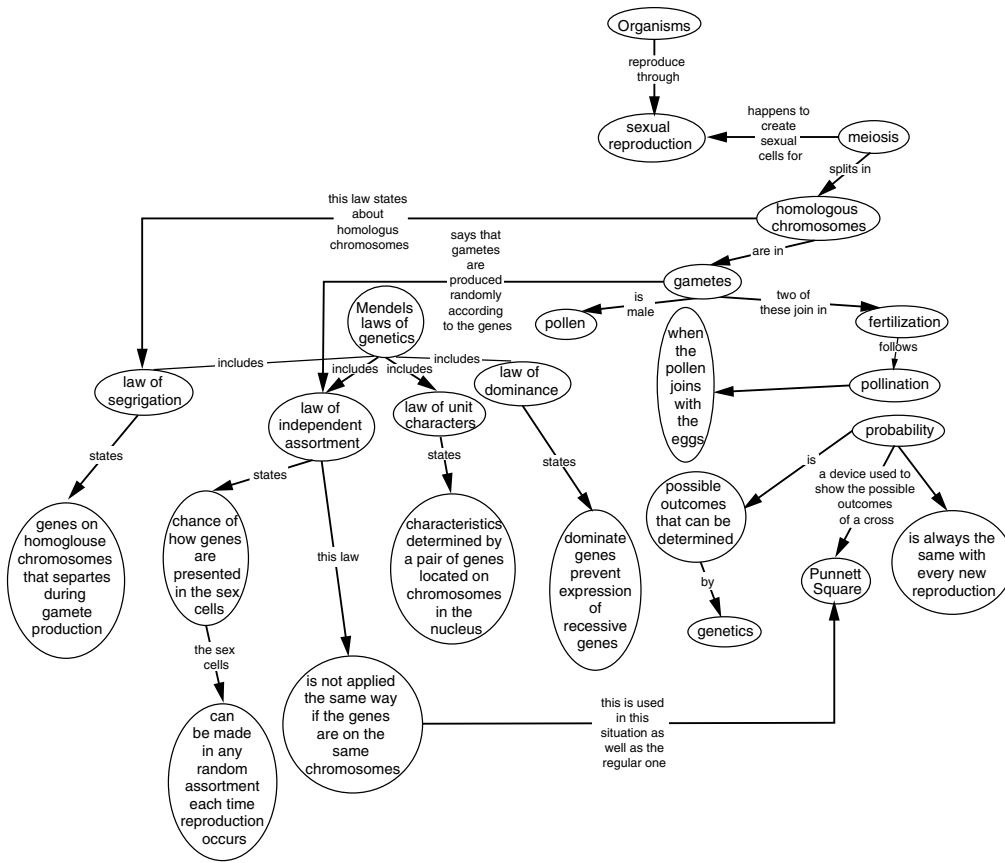 Organisms
reproduce
through
sexual
reproduction
happens to
create
sexual
cells for
meiosis
splits in
homologous
chromosomes
this law states
about
homologus
chromosomes
are in
gametes
says that
gametes
are
produced
randomly
according
to the genes
is
male
pollen
two of
these join in
fertilization
follows
pollination
when
the
pollen
joins
with
the
eggs
Mendels
laws of
genetics
includes
includes
includes
includes
law of
segrigation
law of
independent
assortment
law of unit
characters
law of
dominance
states
genes on
homoglouse
chromosomes
that separtes
during
gamete
production
states
chance of
how genes
are
presented
in the sex
cells
the sex
cells
can
be made
in any
random
assortment
each time
reproduction
occurs
this law
is not applied
the same way
if the genes
are on the
same
chromosomes
this is used
in this
situation as
well as the
regular one
states
characteristics
determined by
a pair of genes
located on
chromosomes
in the
nucleus
states
dominate
genes
prevent
expression
of
recessive
genes
probability
is
possible
outcomes
that can be
determined
by
genetics
a device used to
show the possible
outcomes
of a cross
Punnett
Square
is always the
same with
every new
reproduction